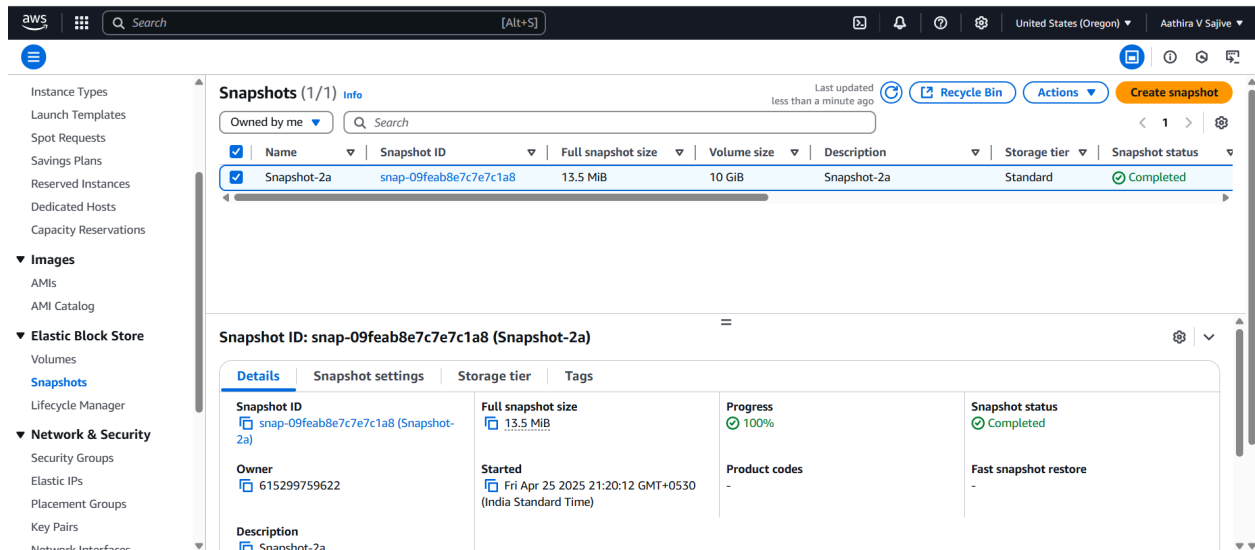 aws Search [Alt+S] United States (Oregon) Aathira V Sajive
Instance Types
Launch Templates
Spot Requests
Savings Plans
Reserved Instances
Dedicated Hosts
Capacity Reservations
Images
AMIs
AMI Catalog
Elastic Block Store
Volumes
Snapshots
Lifecycle Manager
Network & Security
Security Groups
Elastic IPs
Placement Groups
Key Pairs
Network Interfaces
Snapshots (1/1) Info
Last updated
less than a minute ago
Recycle Bin Actions Create snapshot
Owned by me Search 1
Name Snapshot ID Full snapshot size Volume size Description Storage tier Snapshot status
Snapshot-2a snap-09feab8e7c7e7c1a8 13.5 MiB 10 GiB Snapshot-2a Standard Completed
Snapshot ID: snap-09feab8e7c7e7c1a8 (Snapshot-2a)
Details Snapshot settings Storage tier Tags
Snapshot ID
snap-09feab8e7c7e7c1a8 (Snapshot-
2a)
Full snapshot size
13.5 MiB
Progress
100%
Snapshot status
Completed
Owner
615299759622
Started
Fri Apr 25 2025 21:20:12 GMT+0530
(India Standard Time)
Product codes
-
Fast snapshot restore
-
Description
Snapshot-2a